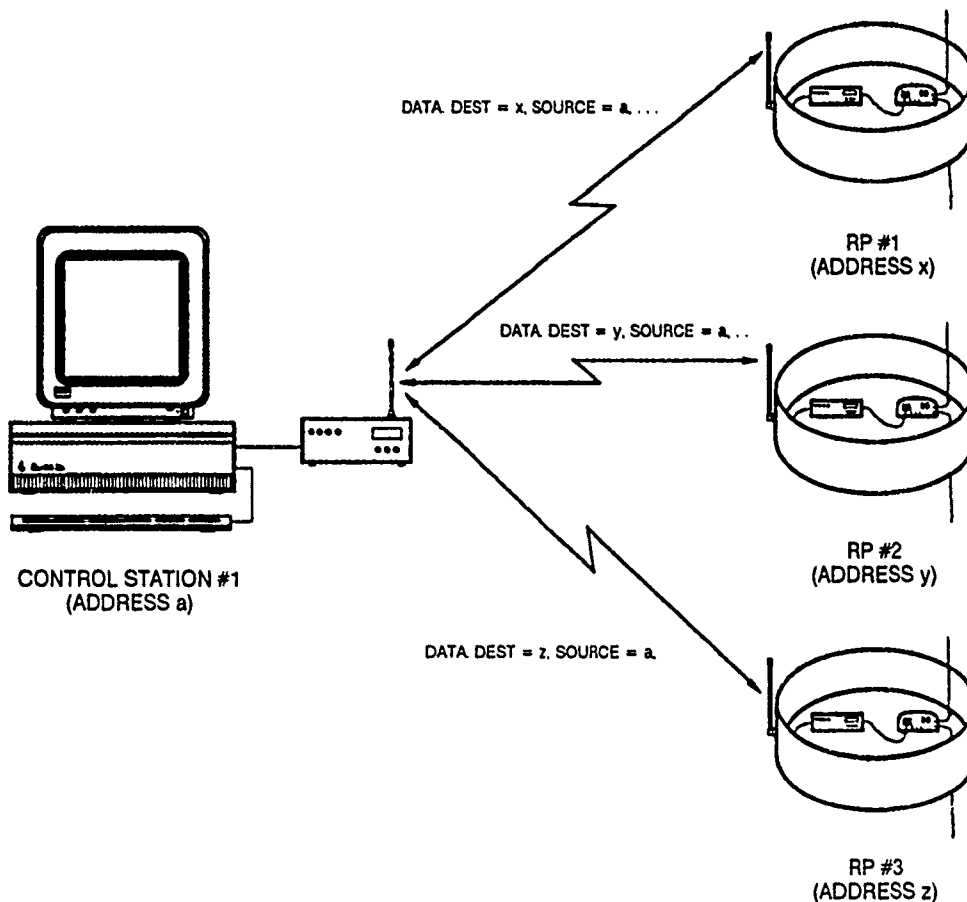 DATA. DEST = x, SOURCE = a, ...
RP #1
(ADDRESS x)
DATA. DEST = y, SOURCE = a, ..
RP #2
(ADDRESS y)
CONTROL STATION #1
(ADDRESS a)
DATA. DEST = z, SOURCE = a,
RP #3
(ADDRESS z)